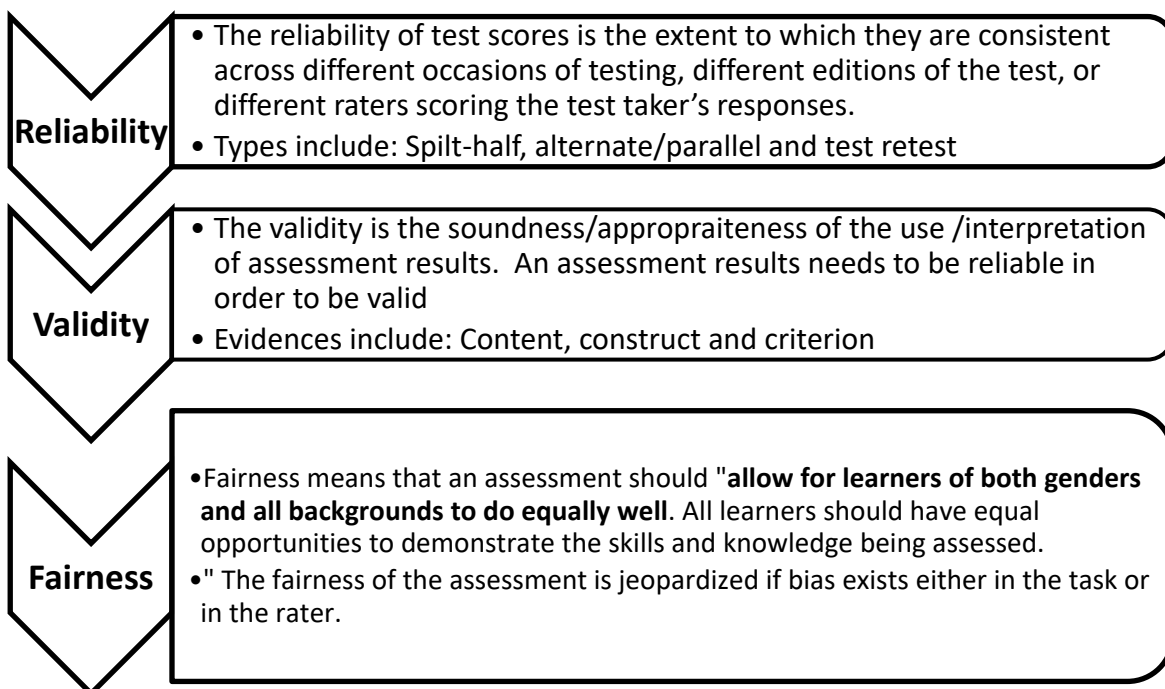 Reliability
• The reliability of test scores is the extent to which they are consistent
across different occasions of testing, different editions of the test, or
different raters scoring the test taker’s responses.
• Types include: Spilt-half, alternate/parallel and test retest
Validity
• The validity is the soundness/appropraiteness of the use /interpretation
of assessment results.  An assessment results needs to be reliable in
order to be valid
• Evidences include: Content, construct and criterion
Fairness
•Fairness means that an assessment should "allow for learners of both genders
and all backgrounds to do equally well. All learners should have equal
opportunities to demonstrate the skills and knowledge being assessed.
•" The fairness of the assessment is jeopardized if bias exists either in the task or
in the rater.